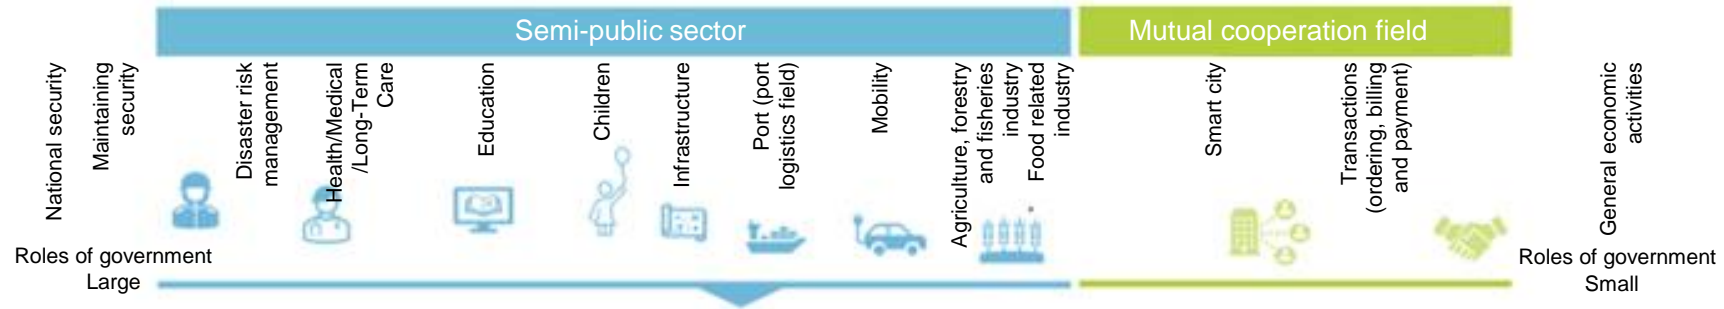 Semi-public sector
Mutual cooperation field
National security
Maintaining
security
Disaster risk
management
Health/Medical
/Long-Term
Care
Education
Children
Infrastructure
Port (port
logistics field)
Mobility
Agriculture, forestry
and fisheries
industry
Food related
industry
Smart city
Transactions
(ordering, billing
and payment)
General economic
activities
Roles of government
Large
Roles of government
Small